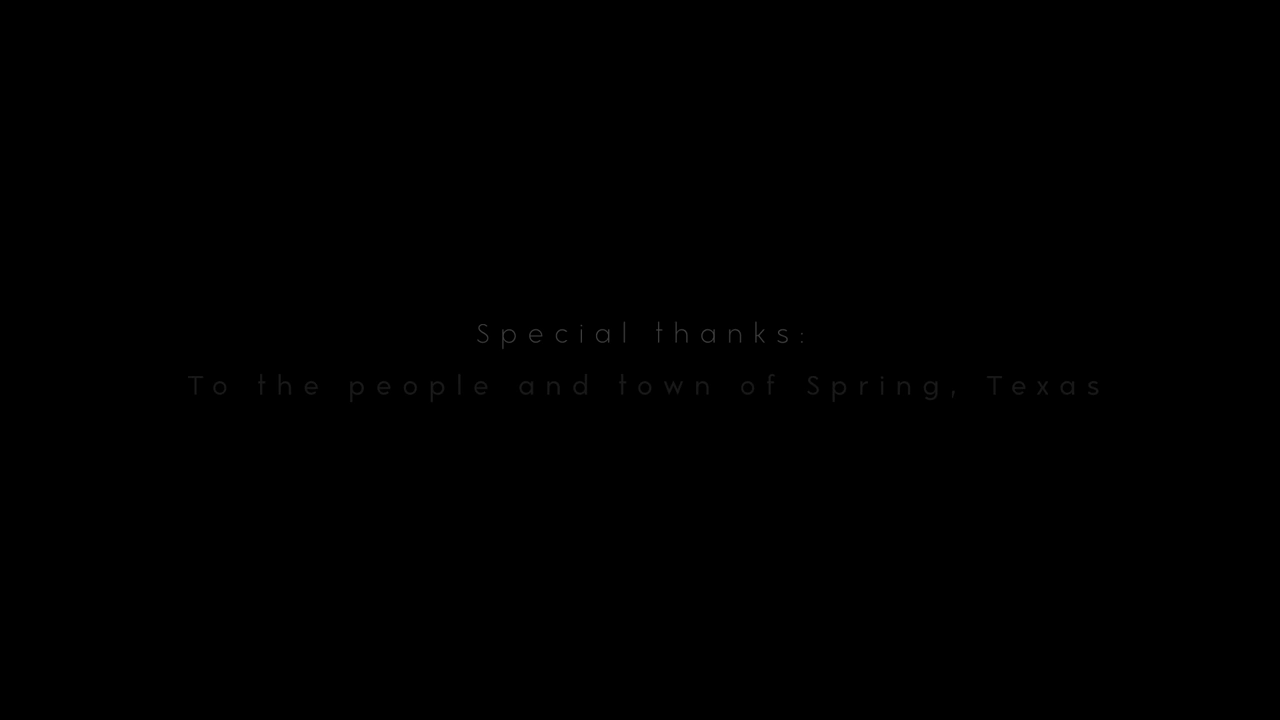 Special thanks:
To the people and town of Spring, Texas